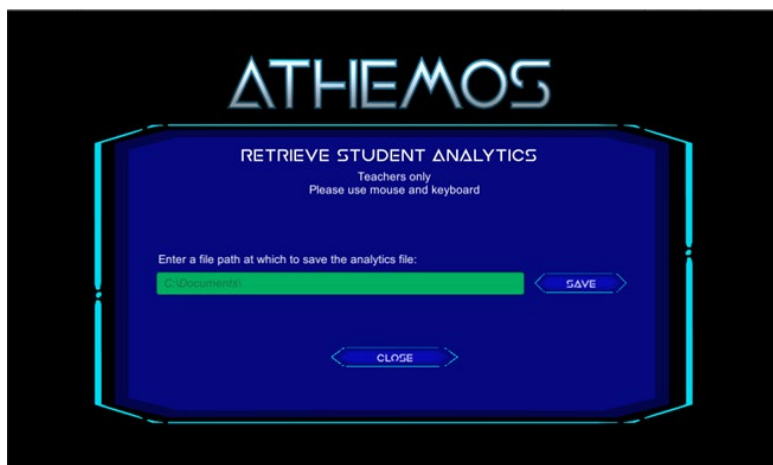 ATHEMOS
RETRIEVE STUDENT ANALYTICS
Teachers only
Please use mouse and keyboard
Enter a file path at which to save the analytics file:
C:\Documents\
SAVE
CLOSE